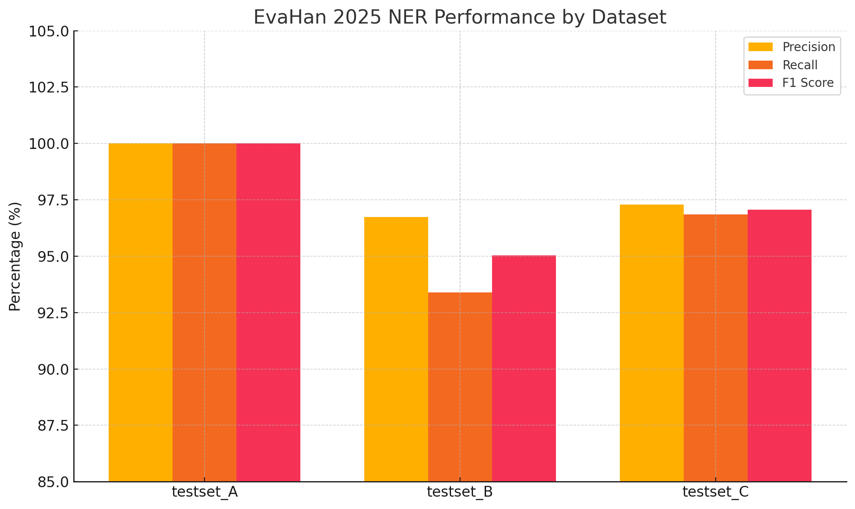 EvaHan 2025 NER Performance by Dataset
Precision
Recall
F1 Score
Percentage (%)
105.0
102.5
100.0
97.5
95.0
92.5
90.0
87.5
85.0
testset_A
testset_B
testset_C